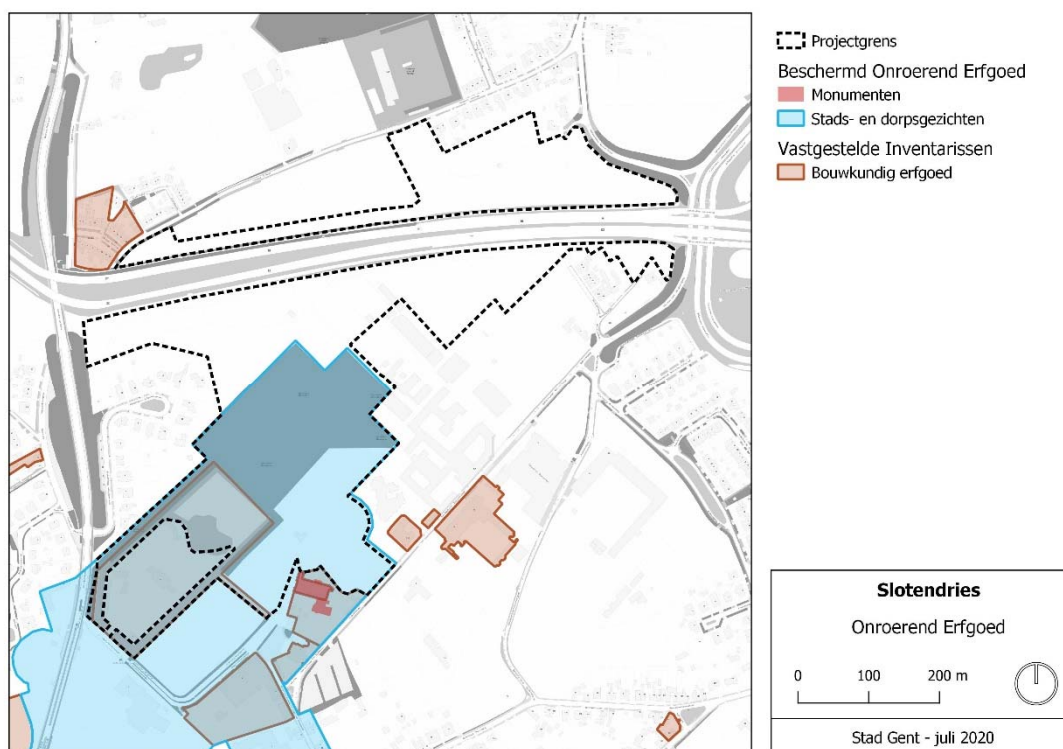 Projectgrens
Beschermd Onroerend Erfgoed
Monumenten
Stads- en dorpsgezichten
Vastgestelde Inventarissen
Bouwkundig erfgoed
Slotendries
Onroerend Erfgoed
0 100 200 m
Stad Gent - juli 2020